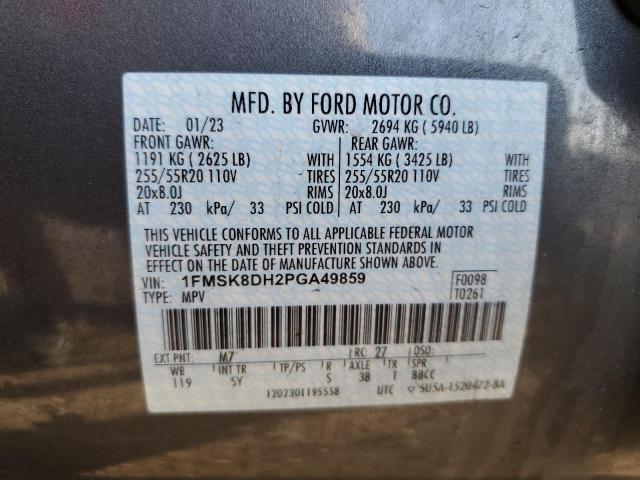 MFD. BY FORD MOTOR CO.
DATE: 01/23 GVWR: 2694 KG ( 5940 LB)
FRONT GAWR: REAR GAWR:
1191 KG ( 2625 LB) WITH 1554 KG ( 3425 LB) WITH
255/55R20 110V TIRES 255/55R20 110V TIRES
20x8.0J RIMS 20x8.0J RIMS
AT 230 kPa/ 33 PSI COLD AT 230 kPa/ 33 PSI COLD
THIS VEHICLE CONFORMS TO ALL APPLICABLE FEDERAL MOTOR
VEHICLE SAFETY AND THEFT PREVENTION STANDARDS IN
EFFECT ON THE DATE OF MANUFACTURE SHOWN ABOVE.
VIN: 1FMSK8DH2PGA49859 F0098
TYPE: MPV T0261
EXT PNT: M7 RC: 27 DSO:
WB INT TR TP/PS R AXLE TR SPR
119 SY S 3B T BBCC
1202301195558 UTC 5U5A-1520472-BA